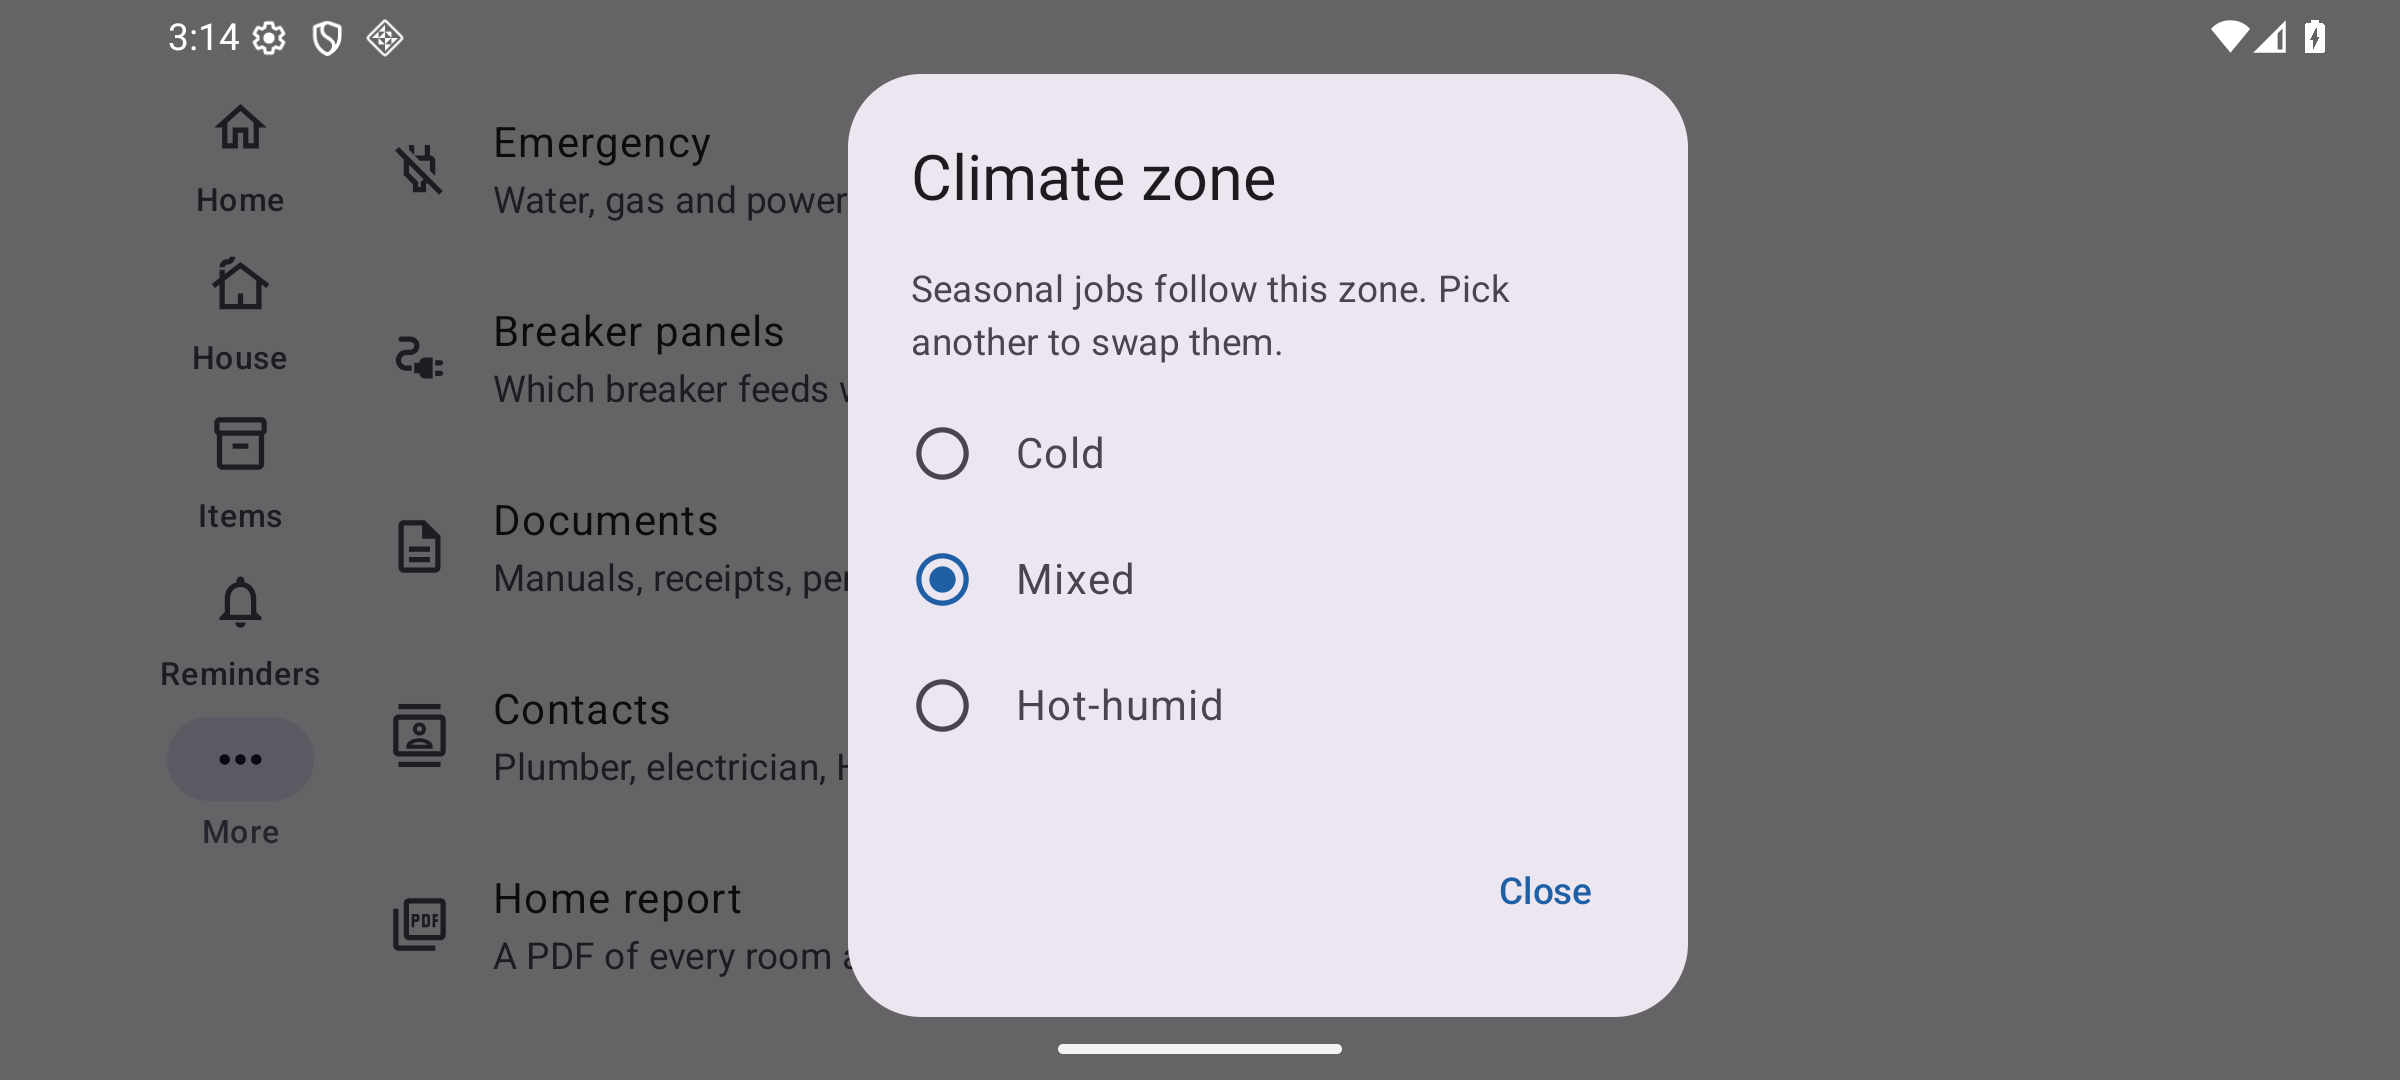 3:14
Home
House
Items
Reminders
More
Emergency
Water, gas and power
Breaker panels
Which breaker feeds
Documents
Manuals, receipts,
Contacts
Plumber, electrician,
Home report
PDF
A PDF of every room
Climate zone
Seasonal jobs follow this zone. Pick
another to swap them.
Cold
Mixed
Hot-humid
Close